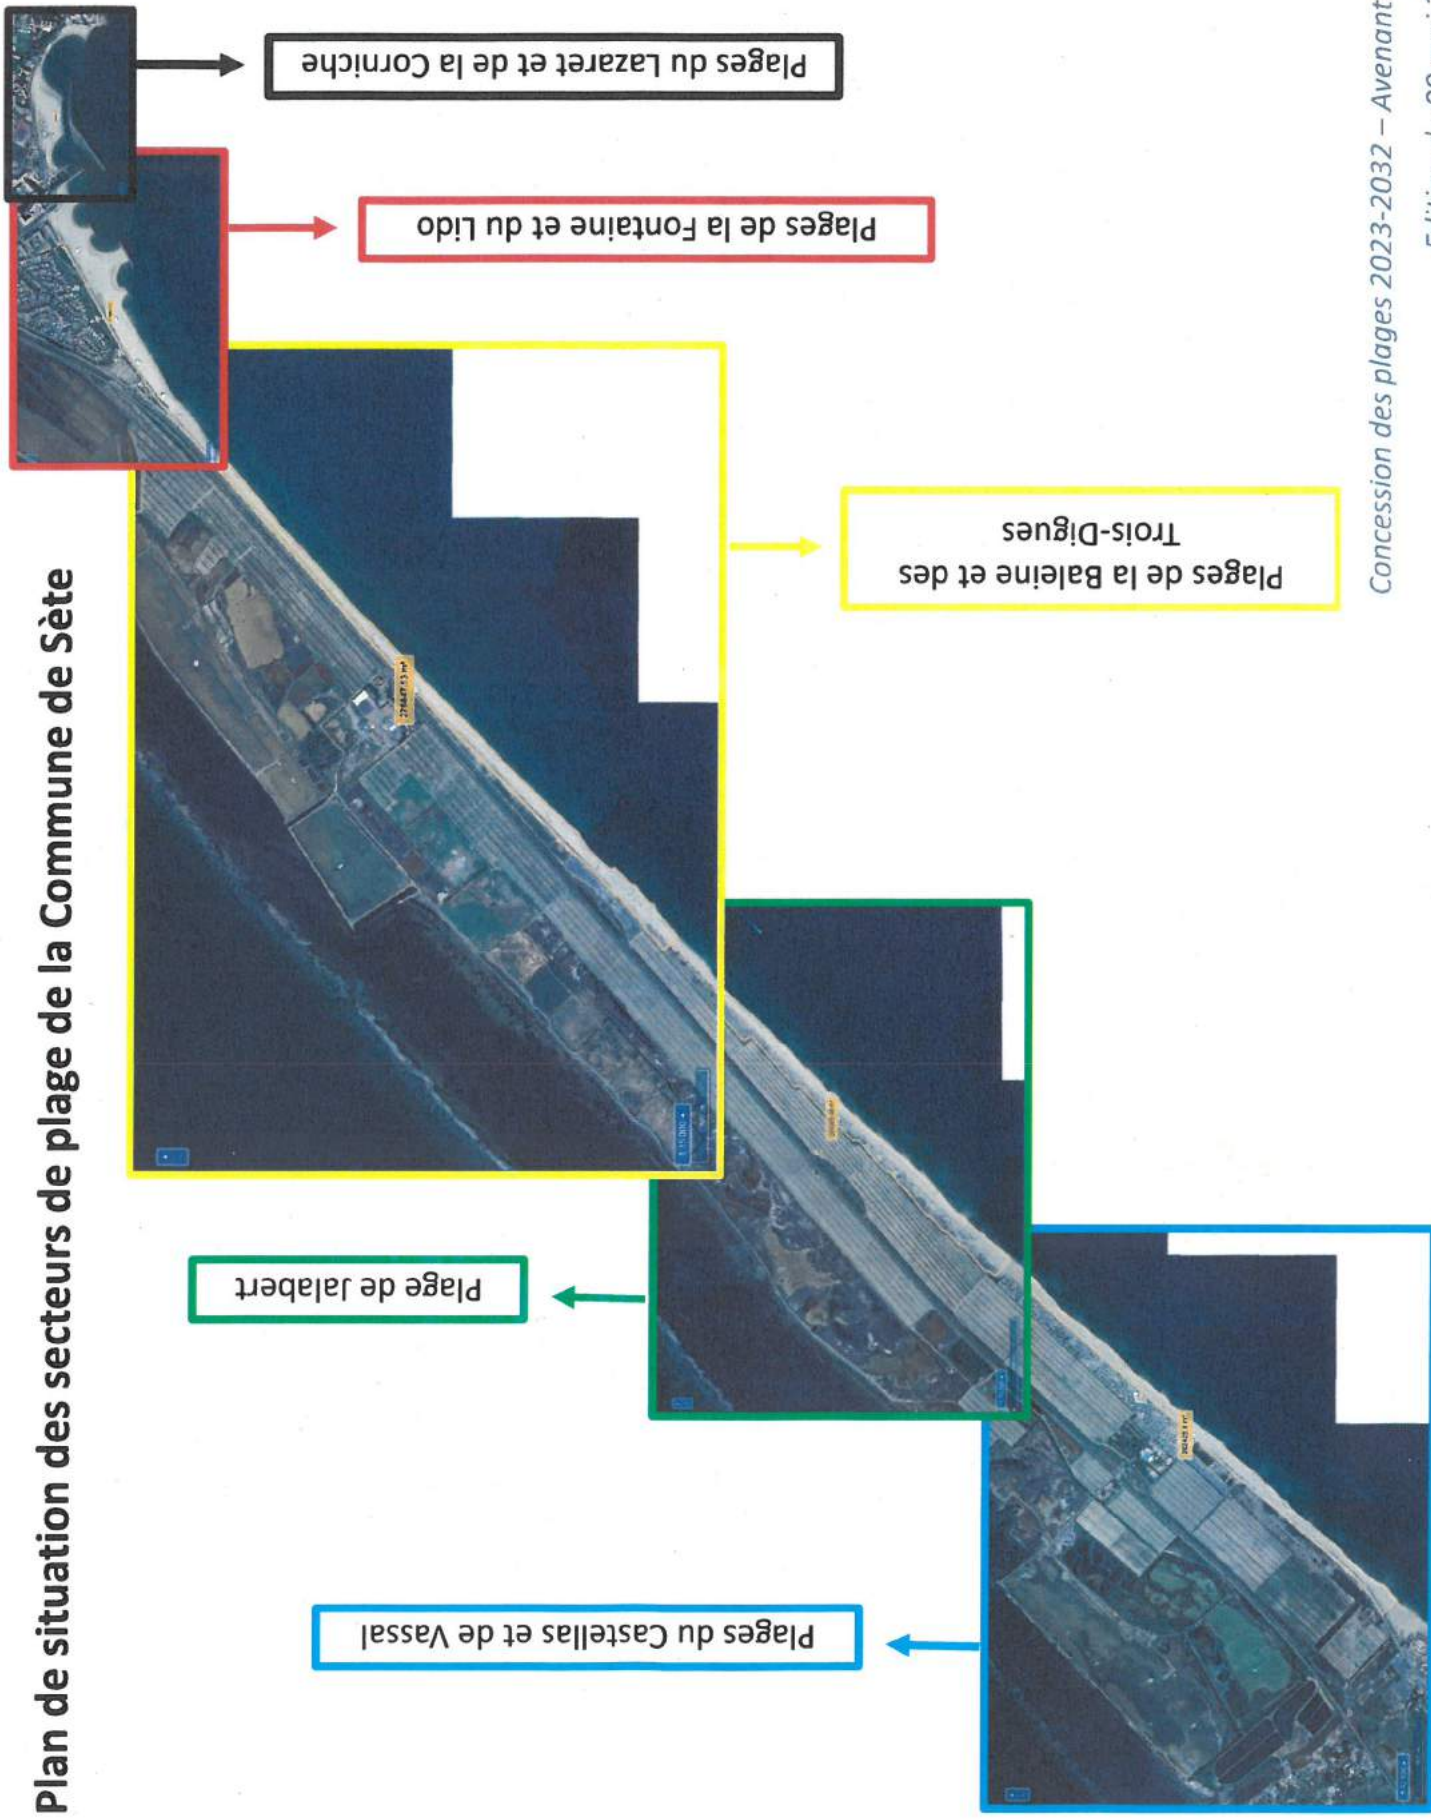 Plan de situation des secteurs de plage de la Commune de Sète
Plages du Lazaret et de la Corniche
Plages de la Fontaine et du Lido
Plages de la Baleine et des
Trois-Digues
Plage de Jalabert
Plages du Castellas et de Vassal
Concession des plages 2023-2032 – Avenant